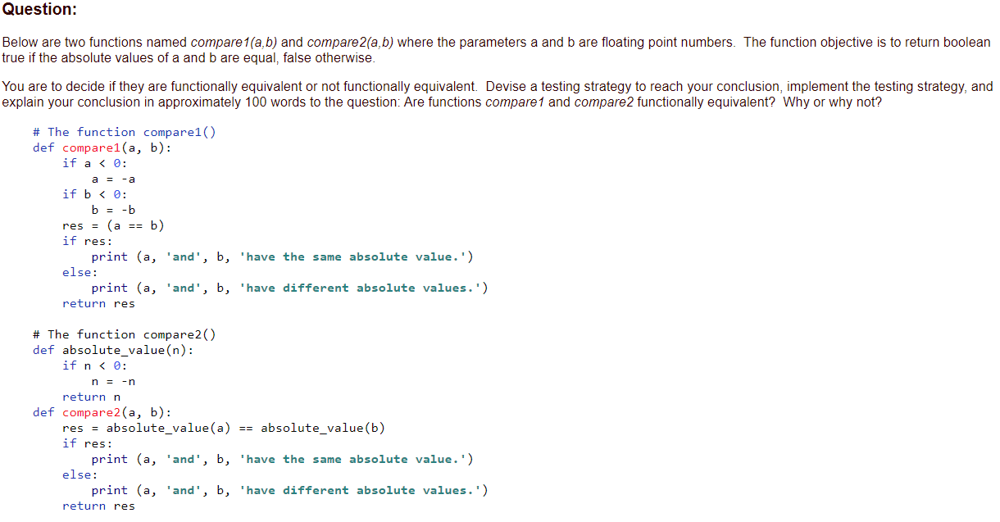 Question:
Below are two functions named compare1(a,b) and compare2(a,b) where the parameters a and b are floating point numbers.  The function objective is to return boolean
true if the absolute values of a and b are equal, false otherwise.
You are to decide if they are functionally equivalent or not functionally equivalent.  Devise a testing strategy to reach your conclusion, implement the testing strategy, and
explain your conclusion in approximately 100 words to the question: Are functions compare1 and compare2 functionally equivalent?  Why or why not?
# The function compare1()
def compare1(a, b):
    if a < 0:
        a = -a
    if b < 0:
        b = -b
    res = (a == b)
    if res:
        print (a, 'and', b, 'have the same absolute value.')
    else:
        print (a, 'and', b, 'have different absolute values.')
    return res
# The function compare2()
def absolute_value(n):
    if n < 0:
        n = -n
    return n
def compare2(a, b):
    res = absolute_value(a) == absolute_value(b)
    if res:
        print (a, 'and', b, 'have the same absolute value.')
    else:
        print (a, 'and', b, 'have different absolute values.')
    return res